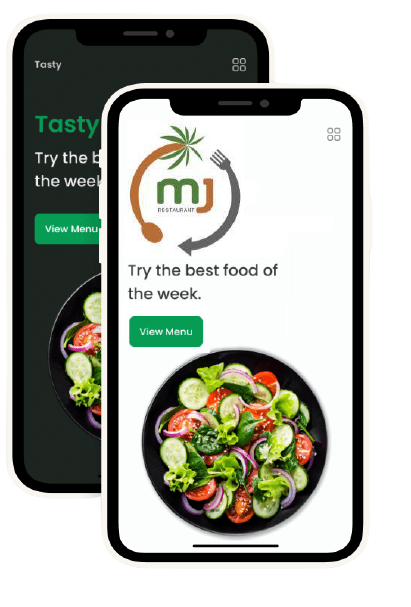 Tasty
Tasty
Try the b
the week
View Menu
mJ
RESTAURANT
Try the best food of
the week.
View Menu